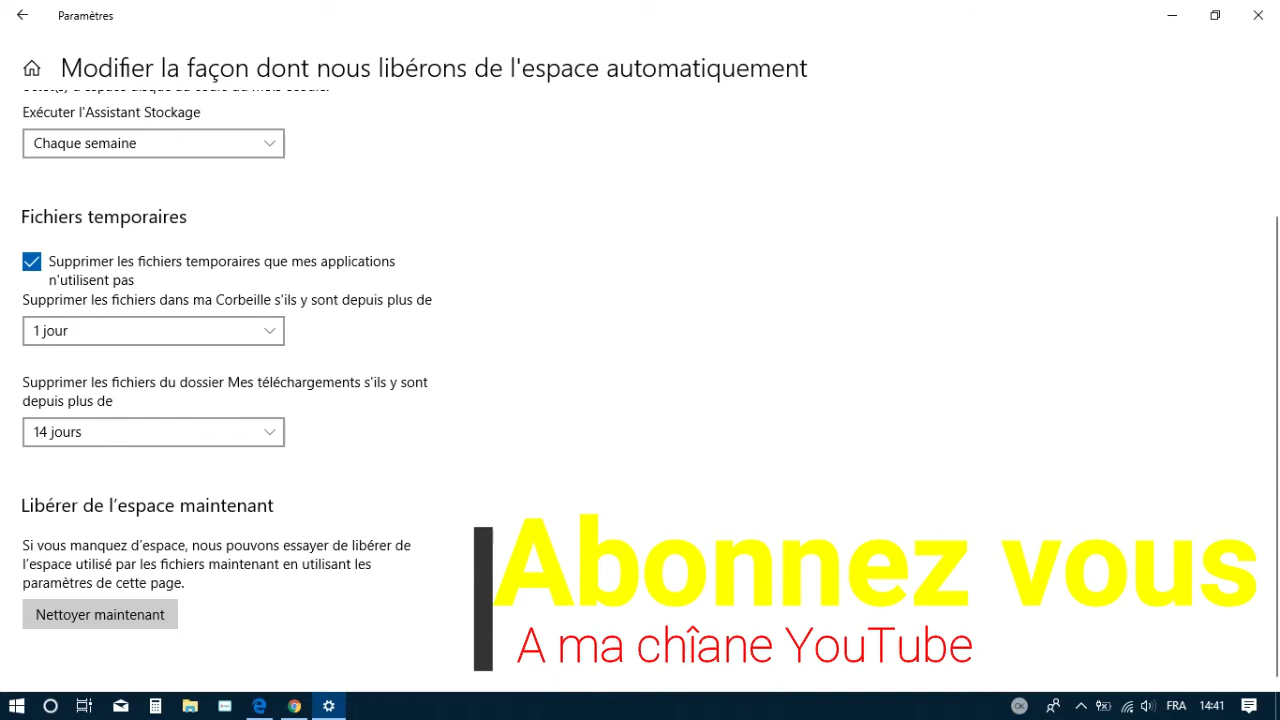 Paramètres
Modifier la façon dont nous libérons de l'espace automatiquement
Exécuter l'Assistant Stockage
Chaque semaine
Fichiers temporaires
Supprimer les fichiers temporaires que mes applications
n'utilisent pas
Supprimer les fichiers dans ma Corbeille s'ils y sont depuis plus de
1 jour
Supprimer les fichiers du dossier Mes téléchargements s'ils y sont
depuis plus de
14 jours
Libérer de l’espace maintenant
Si vous manquez d’espace, nous pouvons essayer de libérer de
l’espace utilisé par les fichiers maintenant en utilisant les
paramètres de cette page.
Nettoyer maintenant
Abonnez vous
A ma chîane YouTube
OK
FRA
14:41